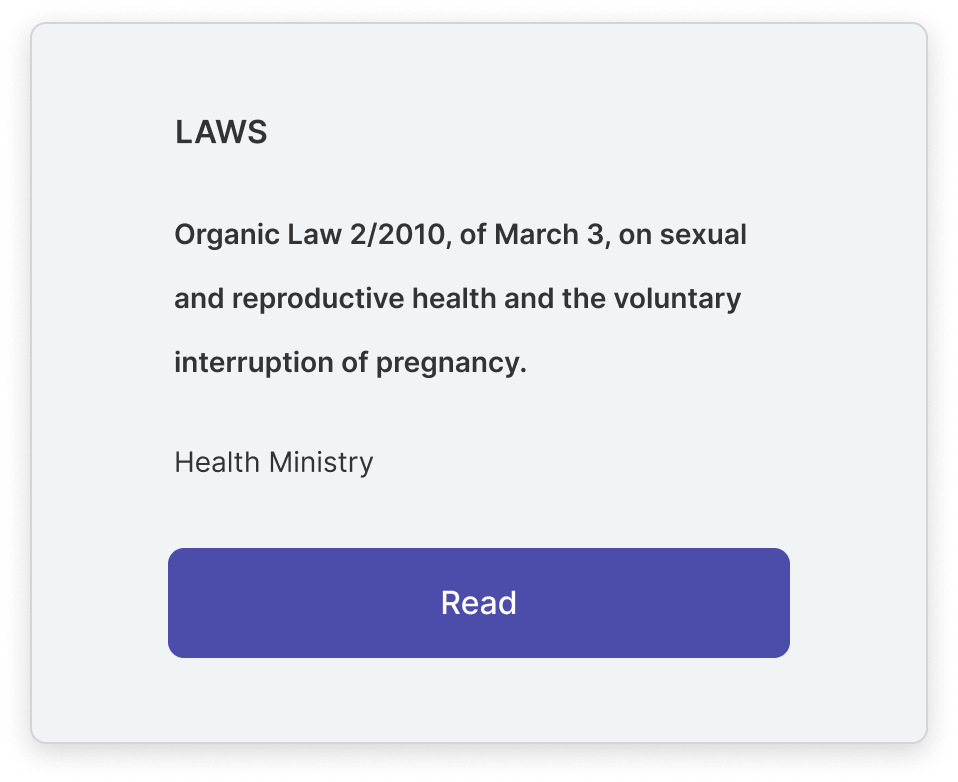 LAWS
Organic Law 2/2010, of March 3, on sexual
and reproductive health and the voluntary
interruption of pregnancy.
Health Ministry
Read